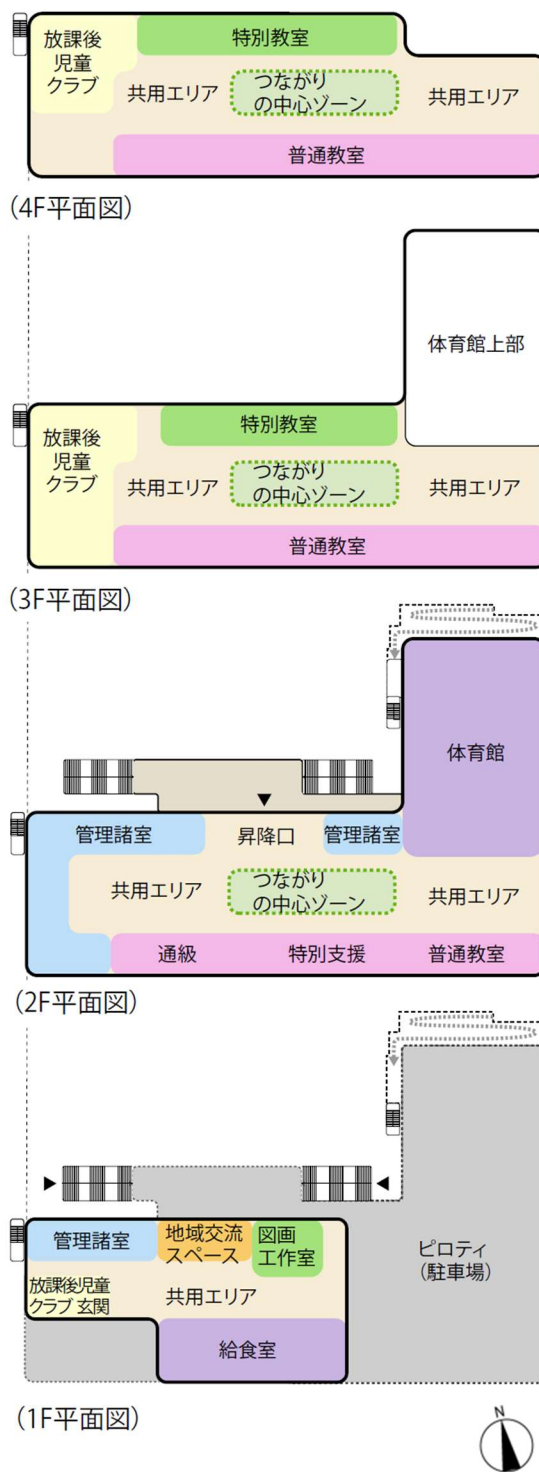 放課後
児童
クラブ
特別教室
共用エリア
つながり
の中心ゾーン
共用エリア
普通教室
(4F平面図)
体育館上部
放課後
児童
クラブ
特別教室
共用エリア
つながり
の中心ゾーン
共用エリア
普通教室
(3F平面図)
体育館
管理諸室
昇降口
管理諸室
共用エリア
つながり
の中心ゾーン
共用エリア
通級
特別支援
普通教室
(2F平面図)
管理諸室
地域交流
スペース
図画
工作室
ピロティ
(駐車場)
放課後児童
クラブ 玄関
共用エリア
給食室
(1F平面図)
N